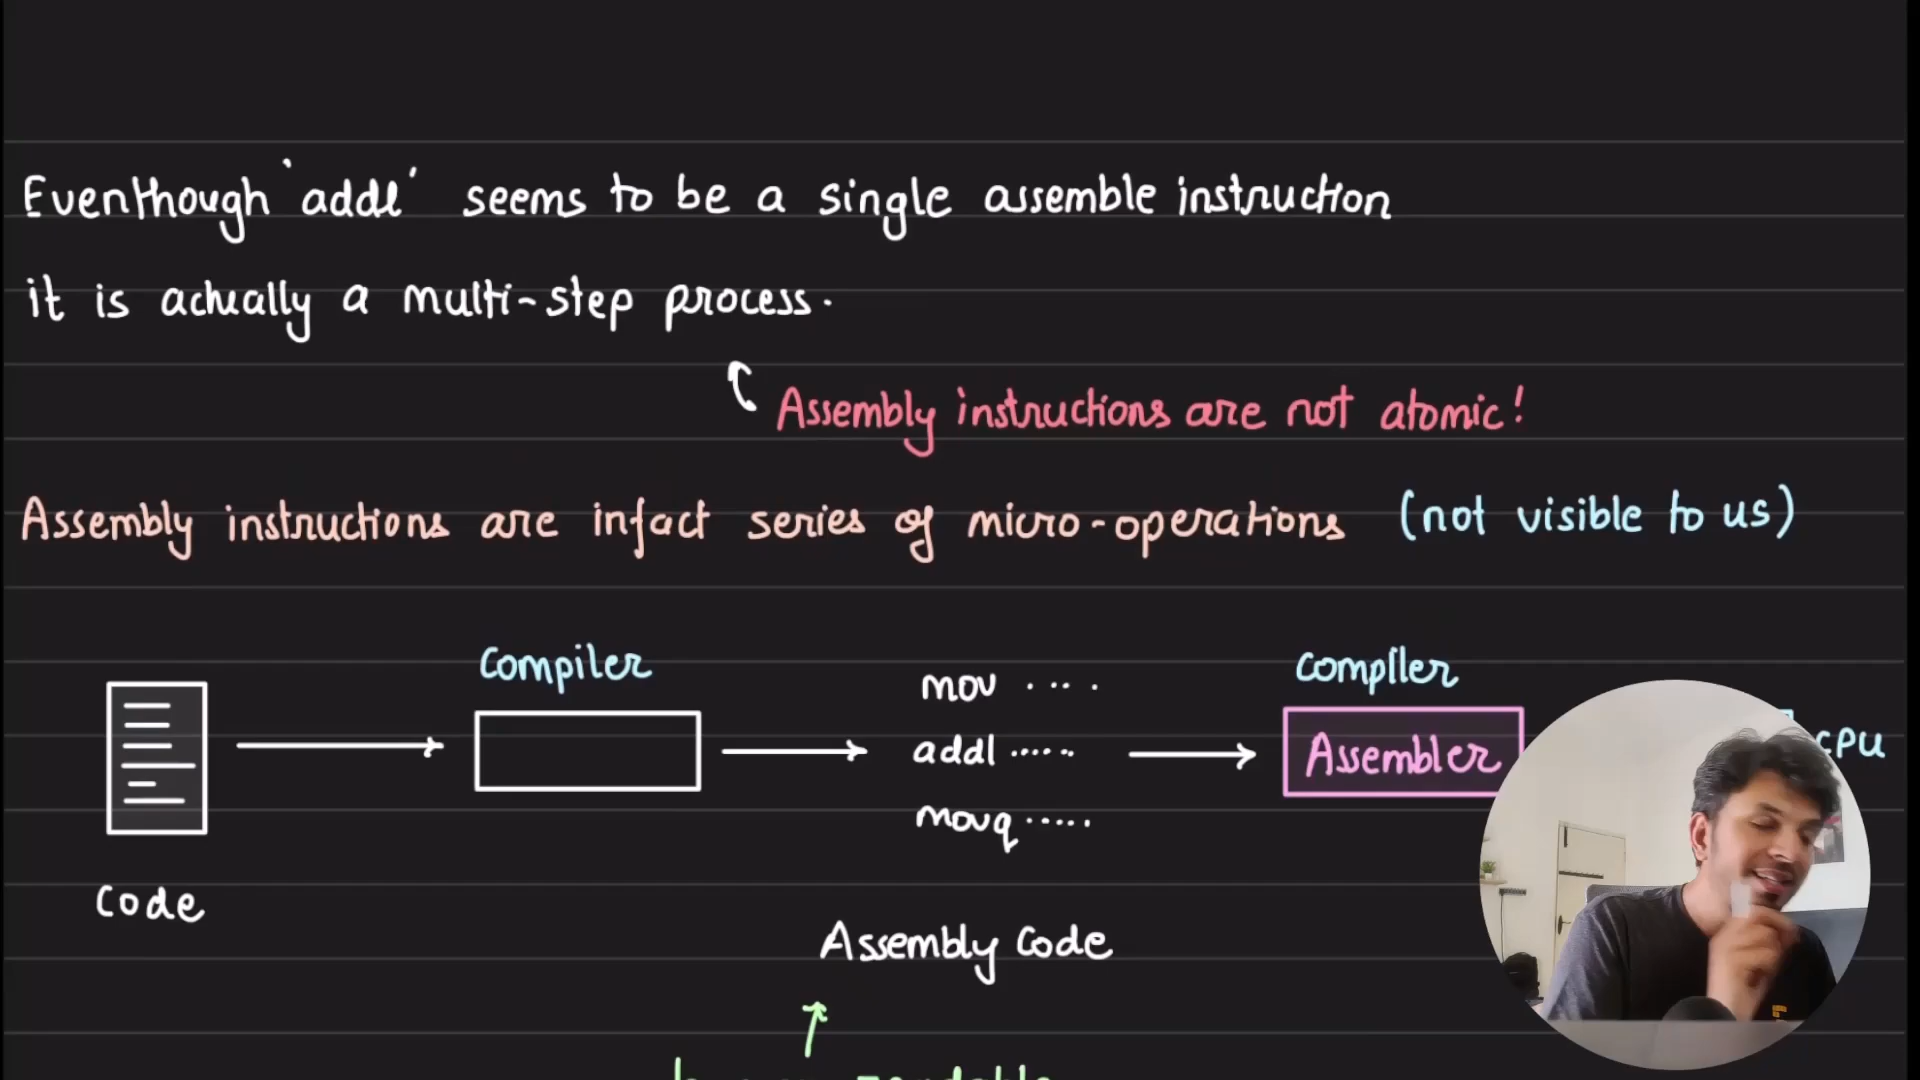 Eventhough 'addl' seems to be a single assemble instruction
it is actually a multi-step process.
Assembly instructions are not atomic!
Assembly instructions are infact series of micro-operations (not visible to us)
Compiler
Compiler
mov ....
addl .....
movq .....
Assembler
CPU
Code
Assembly Code